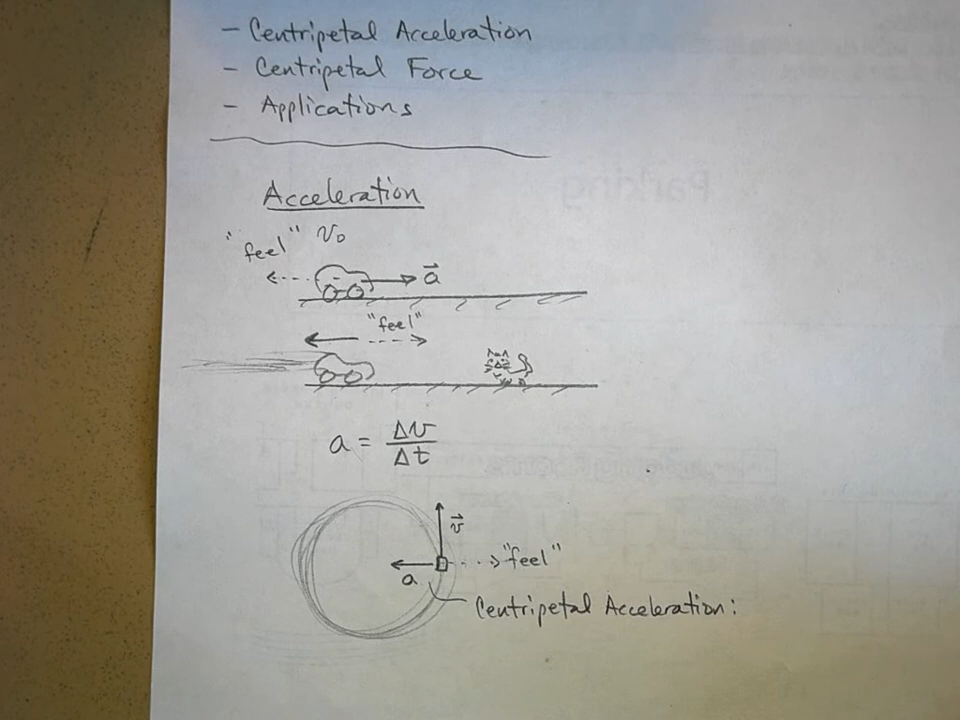 - Centripetal Acceleration
- Centripetal Force
- Applications
Acceleration
"feel" v₀
a⃗
"feel"
a = Δv/Δt
v⃗
"feel"
a
Centripetal Acceleration: